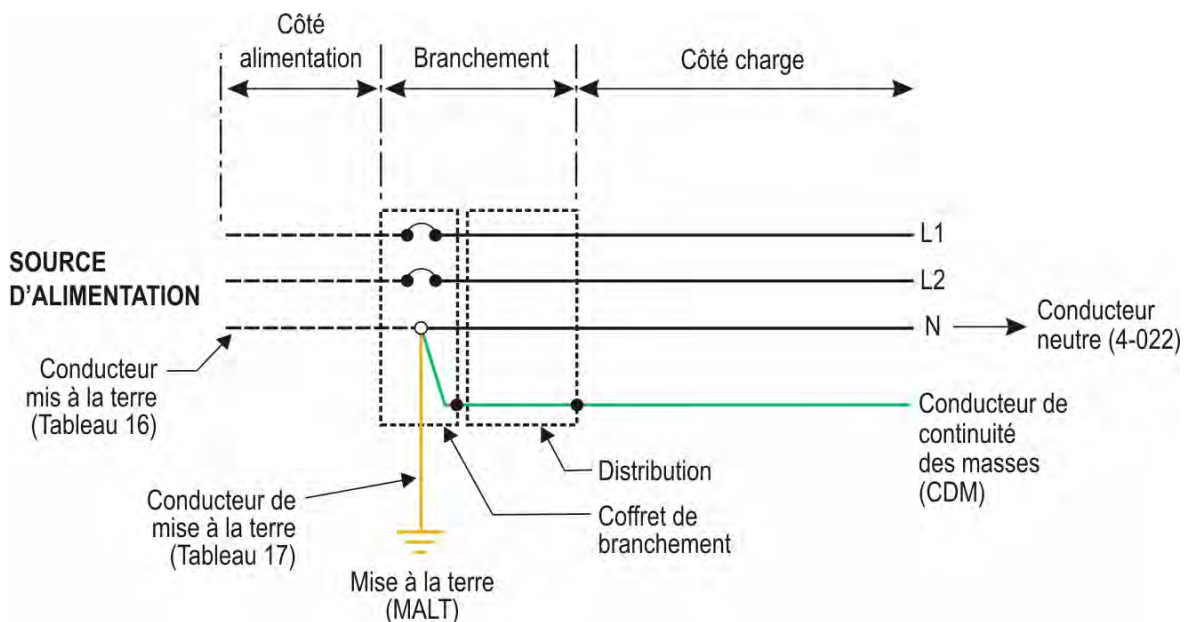 Côté
alimentation
Branchement
Côté charge
SOURCE
D'ALIMENTATION
L1
L2
N
Conducteur
neutre (4-022)
Conducteur
mis à la terre
(Tableau 16)
Conducteur de
continuité
des masses
(CDM)
Distribution
Conducteur de
mise à la terre
(Tableau 17)
Coffret de
branchement
Mise à la terre
(MALT)